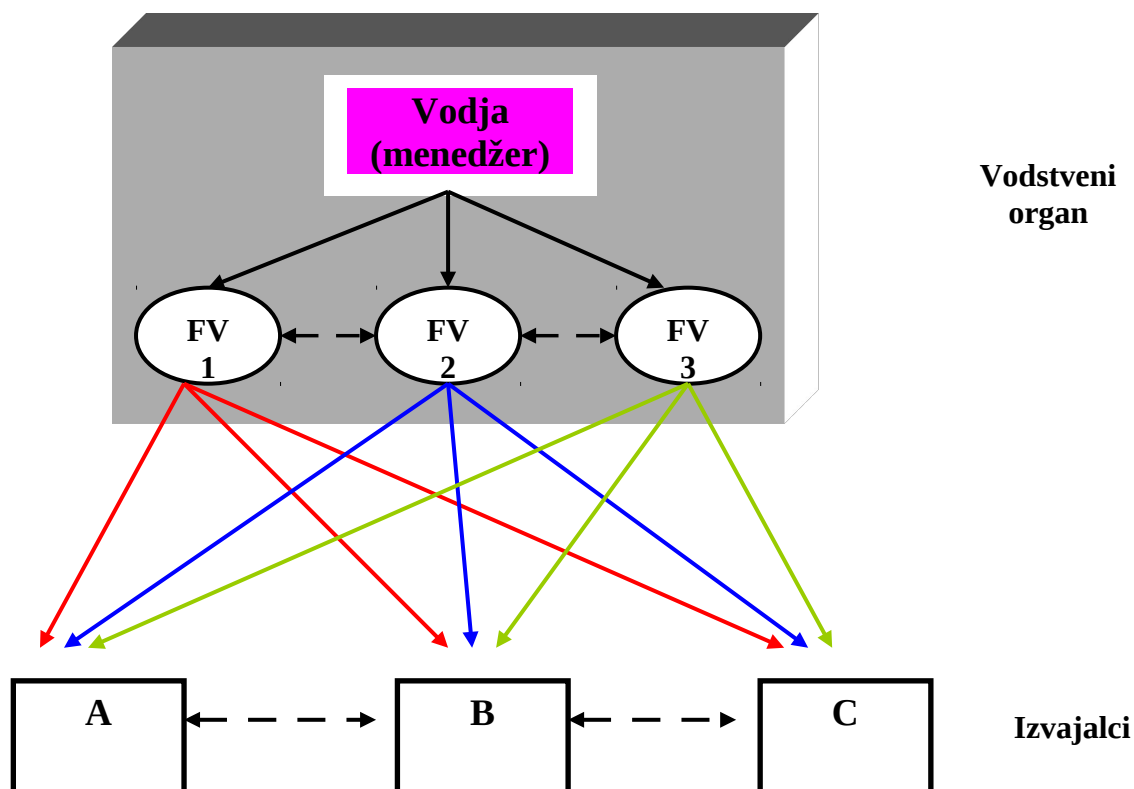 Vodja
(menedžer)
Vodstveni
organ
FV
1
FV
2
FV
3
A
B
C
Izvajalci